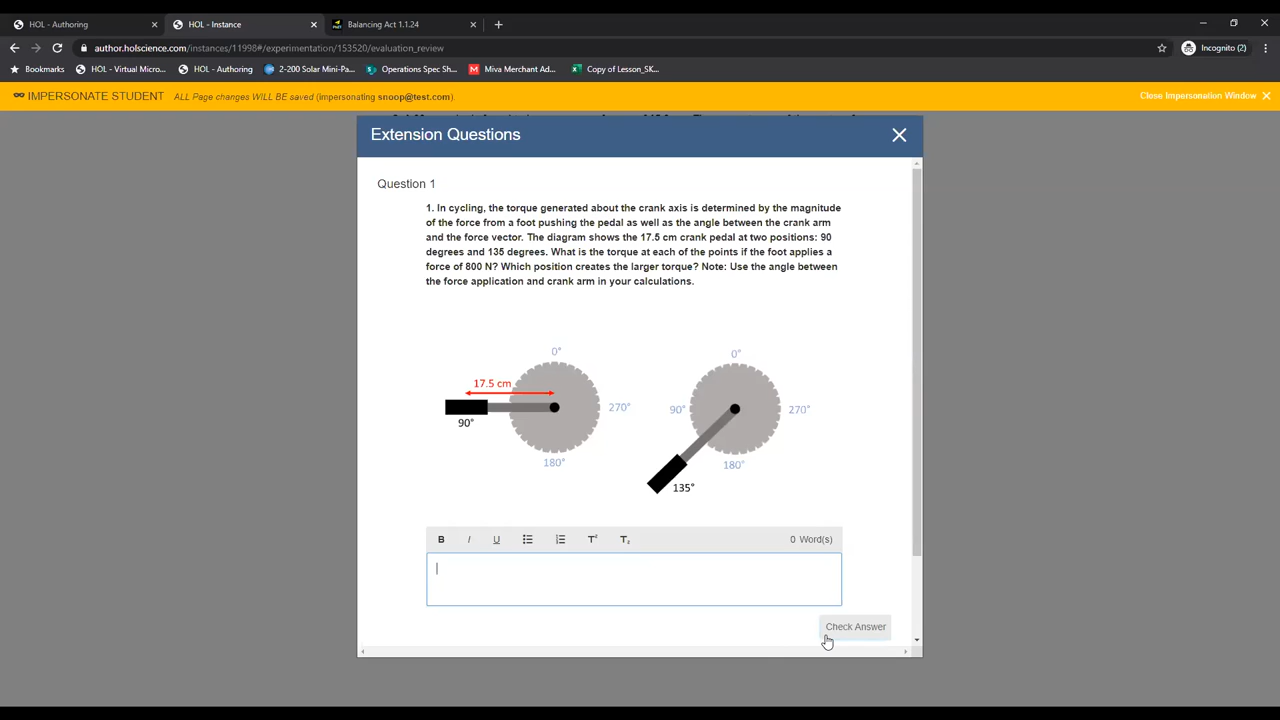 HOL - Authoring
HOL - Instance
Balancing Act 1.1.24
author.holscience.com/instances/11998#/experimentation/153520/evaluation_review
Incognito (2)
Bookmarks
HOL - Virtual Micro...
HOL - Authoring
2-200 Solar Mini-Pa...
Operations Spec Sh...
Miva Merchant Ad...
Copy of Lesson_SK...
IMPERSONATE STUDENT ALL Page changes WILL BE saved (impersonating snoop@test.com).
Close Impersonation Window
Extension Questions
Question 1
1. In cycling, the torque generated about the crank axis is determined by the magnitude
of the force from a foot pushing the pedal as well as the angle between the crank arm
and the force vector. The diagram shows the 17.5 cm crank pedal at two positions: 90
degrees and 135 degrees. What is the torque at each of the points if the foot applies a
force of 800 N? Which position creates the larger torque? Note: Use the angle between
the force application and crank arm in your calculations.
0°
17.5 cm
270°
90°
180°
0°
90°
270°
180°
135°
B I U T² T₂ 0 Word(s)
Check Answer